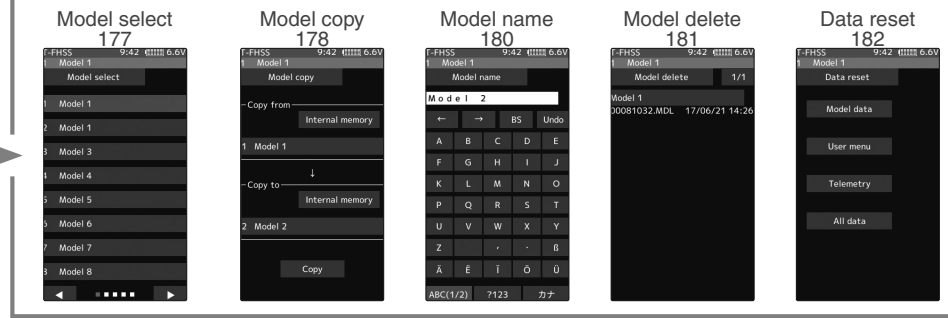 Model select
177
T-FHSS 9:42 6.6V
1 Model 1
Model select
1 Model 1
2 Model 1
3 Model 3
4 Model 4
5 Model 5
6 Model 6
7 Model 7
8 Model 8
Model copy
178
T-FHSS 9:42 6.6V
1 Model 1
Model copy
Copy from
Internal memory
1 Model 1
↓
Copy to
Internal memory
2 Model 2
Copy
Model name
180
T-FHSS 9:42 6.6V
1 Model 1
Model name
Model 2
← → BS Undo
A B C D E
F G H I J
K L M N O
P Q R S T
U V W X Y
Z , · ß
Ä Ë Ï Ö Ü
ABC(1/2) ?123 カナ
Model delete
181
T-FHSS 9:42 6.6V
1 Model 1
Model delete 1/1
Model 1
00081032.MDL 17/06/21 14:26
Data reset
182
T-FHSS 9:42 6.6V
1 Model 1
Data reset
Model data
User menu
Telemetry
All data